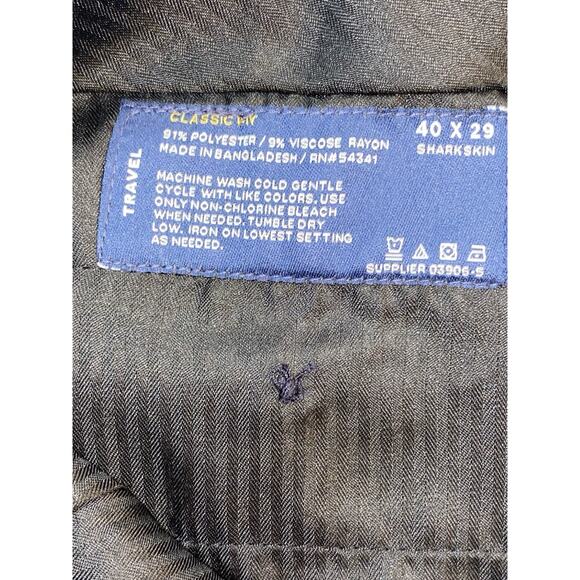 CLASSIC FIT
91% POLYESTER / 9% VISCOSE RAYON
MADE IN BANGLADESH / RN#54341
MACHINE WASH COLD GENTLE
CYCLE WITH LIKE COLORS. USE
ONLY NON-CHLORINE BLEACH
WHEN NEEDED. TUMBLE DRY
LOW. IRON ON LOWEST SETTING
AS NEEDED.
TRAVEL
40 X 29
SHARKSKIN
SUPPLIER 03906-5